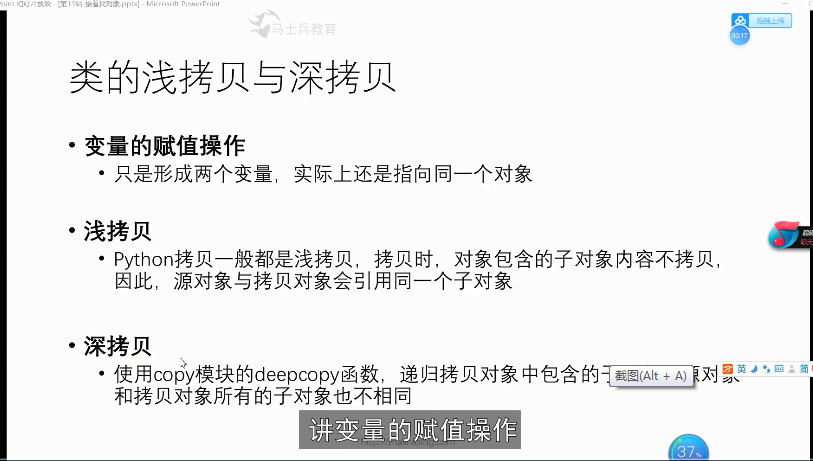 Point 幻灯片放映 - [第13站-接着找对象.pptx] - Microsoft PowerPoint
马士兵教育
拖拽上传
00:17
类的浅拷贝与深拷贝
• 变量的赋值操作
• 只是形成两个变量，实际上还是指向同一个对象
• 浅拷贝
• Python拷贝一般都是浅拷贝，拷贝时，对象包含的子对象内容不拷贝，
因此，源对象与拷贝对象会引用同一个子对象
• 深拷贝
• 使用copy模块的deepcopy函数，递归拷贝对象中包含的子
源对象
和拷贝对象所有的子对象也不相同
截图(Alt + A)
英
简
讲变量的赋值操作
37%